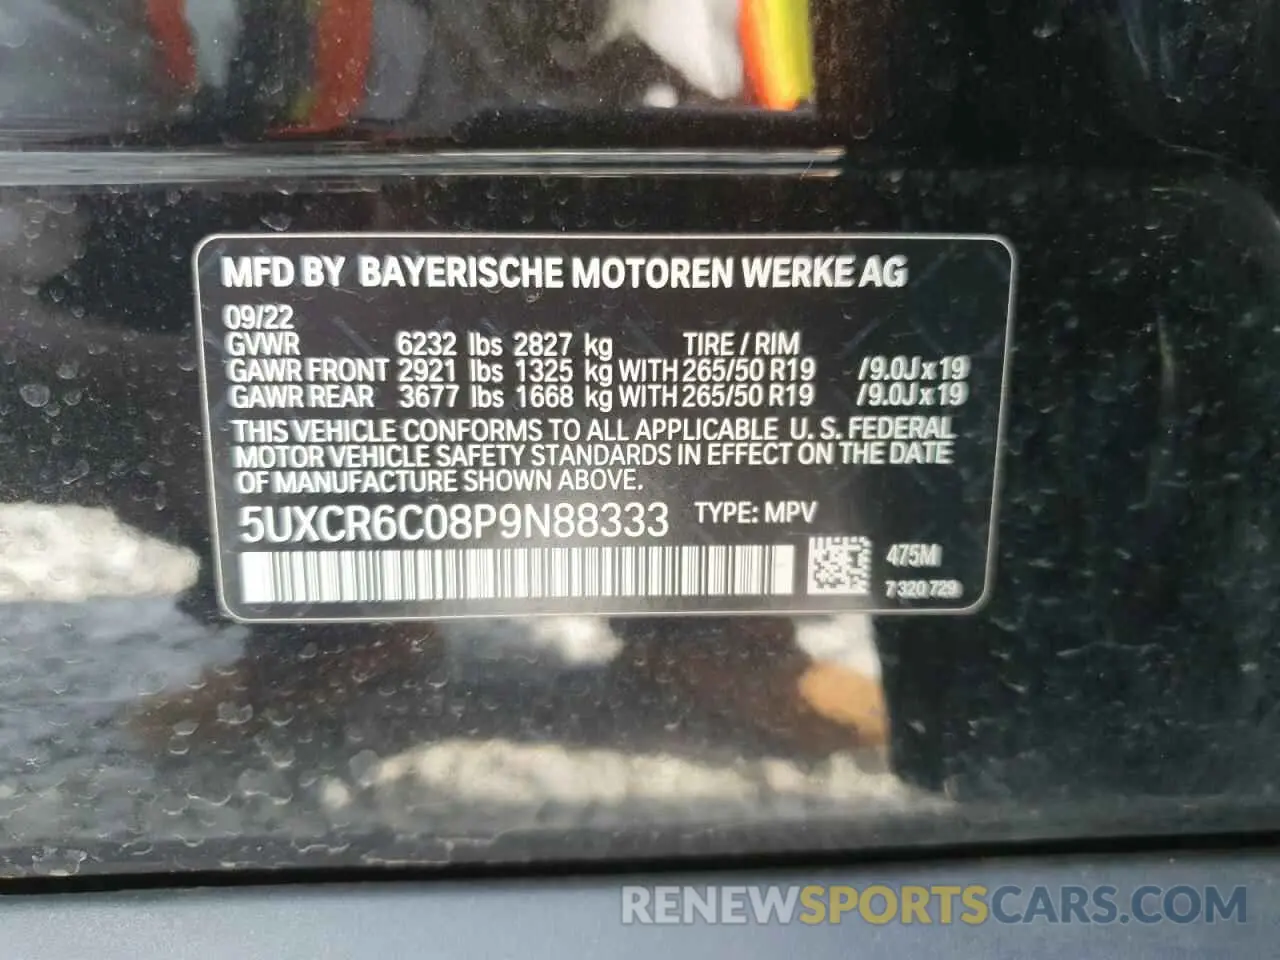 MFD BY BAYERISCHE MOTOREN WERKE AG
09/22
GVWR 6232 lbs 2827 kg TIRE / RIM
GAWR FRONT 2921 lbs 1325 kg WITH 265/50 R19 /9.0J x 19
GAWR REAR 3677 lbs 1668 kg WITH 265/50 R19 /9.0J x 19
THIS VEHICLE CONFORMS TO ALL APPLICABLE U. S. FEDERAL
MOTOR VEHICLE SAFETY STANDARDS IN EFFECT ON THE DATE
OF MANUFACTURE SHOWN ABOVE.
5UXCR6C08P9N88333 TYPE: MPV
475M
7 320 729
RENEWSPORTSCARS.COM